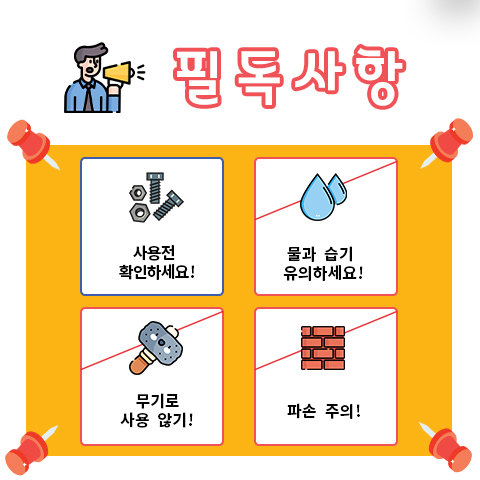 필독사항
사용전
확인하세요!
물과 습기
유의하세요!
무기로
사용 않기!
파손 주의!